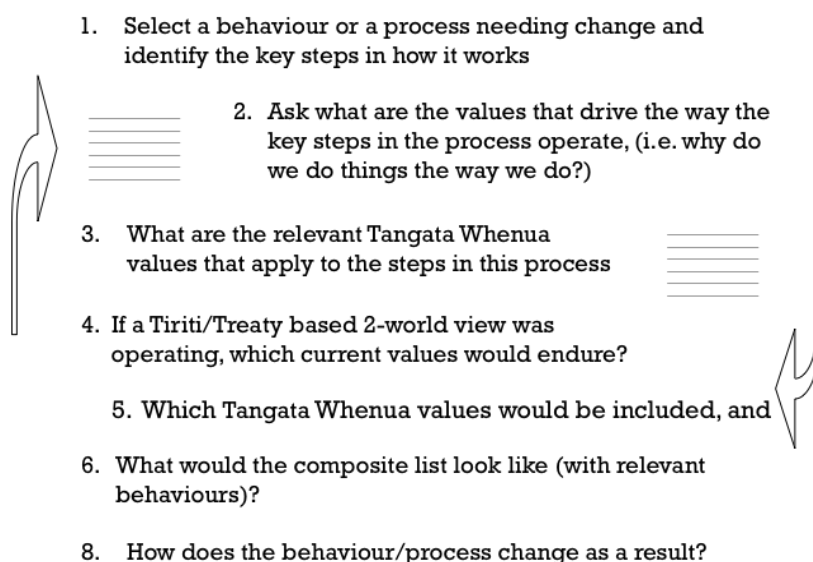 1. Select a behaviour or a process needing change and
identify the key steps in how it works
2. Ask what are the values that drive the way the
key steps in the process operate, (i.e. why do
we do things the way we do?)
3. What are the relevant Tangata Whenua
values that apply to the steps in this process
4. If a Tiriti/Treaty based 2-world view was
operating, which current values would endure?
5. Which Tangata Whenua values would be included, and
6. What would the composite list look like (with relevant
behaviours)?
8. How does the behaviour/process change as a result?